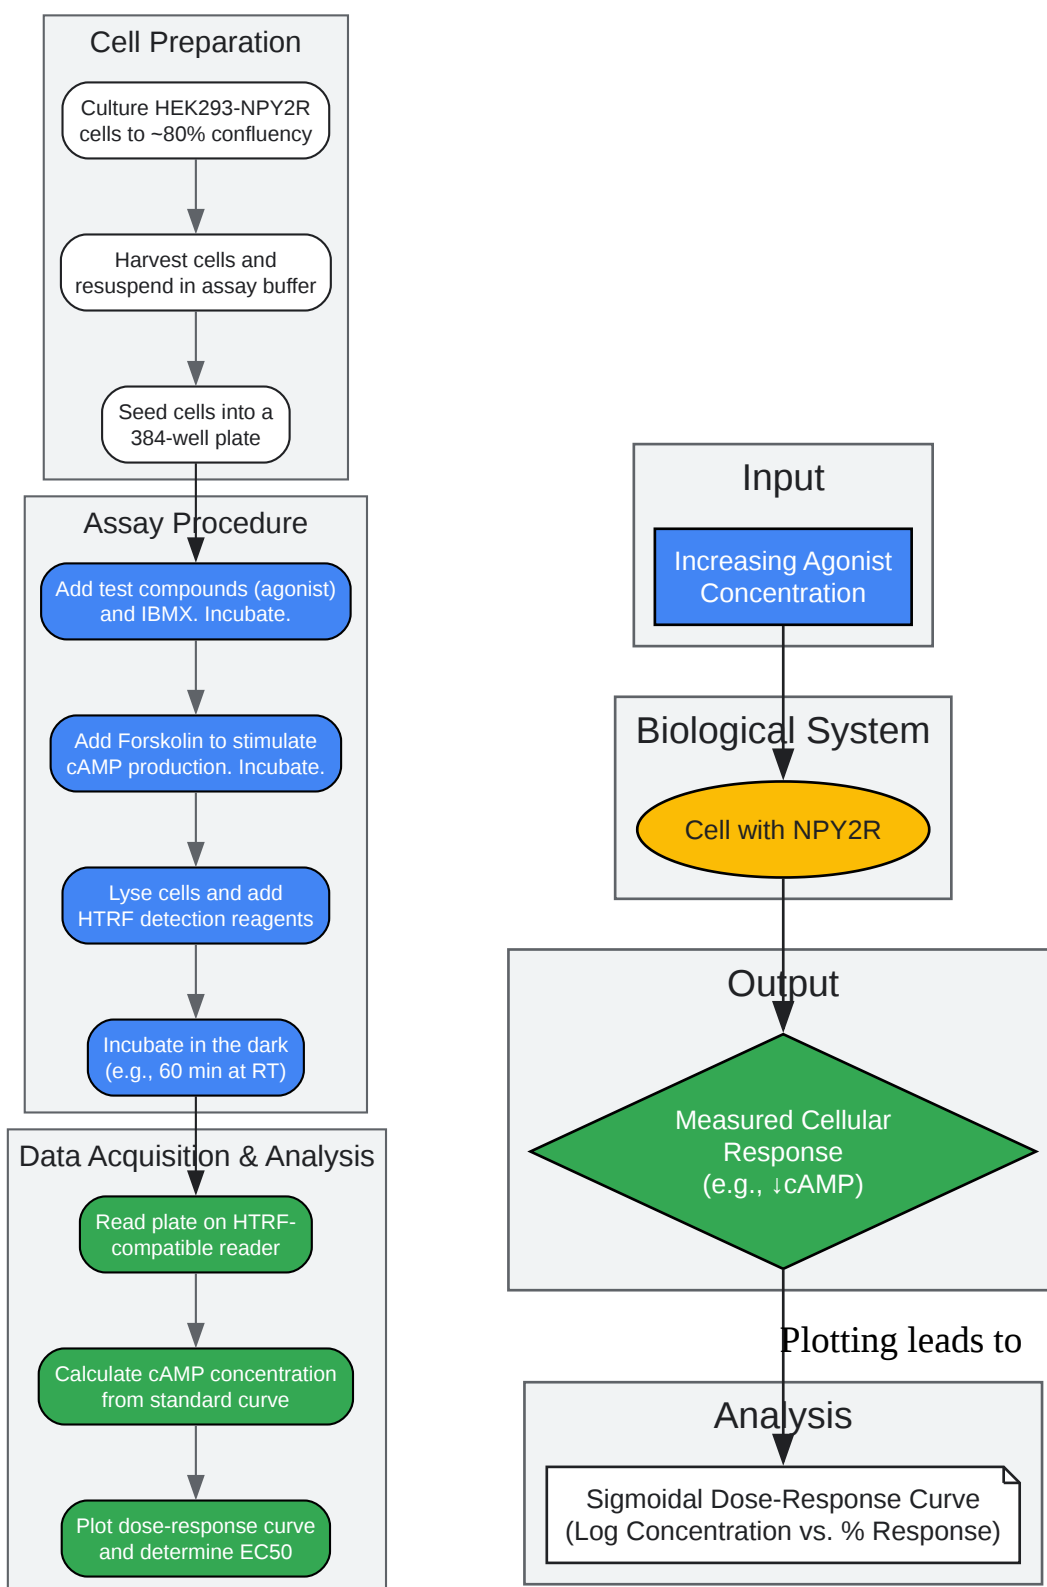 Cell Preparation
Culture HEK293-NPY2R
cells to ~80% confluency
Harvest cells and
resuspend in assay buffer
Seed cells into a
384-well plate
Assay Procedure
Add test compounds (agonist)
and IBMX. Incubate.
Add Forskolin to stimulate
cAMP production. Incubate.
Lyse cells and add
HTRF detection reagents
Incubate in the dark
(e.g., 60 min at RT)
Data Acquisition & Analysis
Read plate on HTRF-
compatible reader
Calculate cAMP concentration
from standard curve
Plot dose-response curve
and determine EC50
Input
Increasing Agonist
Concentration
Biological System
Cell with NPY2R
Output
Measured Cellular
Response
(e.g., ↓cAMP)
Plotting leads to
Analysis
Sigmoidal Dose-Response Curve
(Log Concentration vs. % Response)